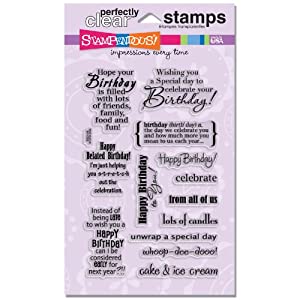 perfectly
clear
stamps
STAMPENDOUS!
impressions every time
USA
Hope your
Birthday
is filled
with lots
of friends,
family,
food and
fun!
Wishing you
a Special day to
celebrate your
Birthday!
birthday (burth' day) n.
the day we celebrate you
and how much more you
mean to us each year...
Happy
Belated Birthday!
I'm just helping you
stretch
out the
celebration.
Happy Birthday
to You!
Happy Birthday!
celebrate
from all of us
lots of candles
unwrap a special day
whoop-dee-dooo!
cake & ice cream
Instead of
being LATE
to wish you a
HAPPY
BIRTHDAY
can i be
considered
early for
next year?!!